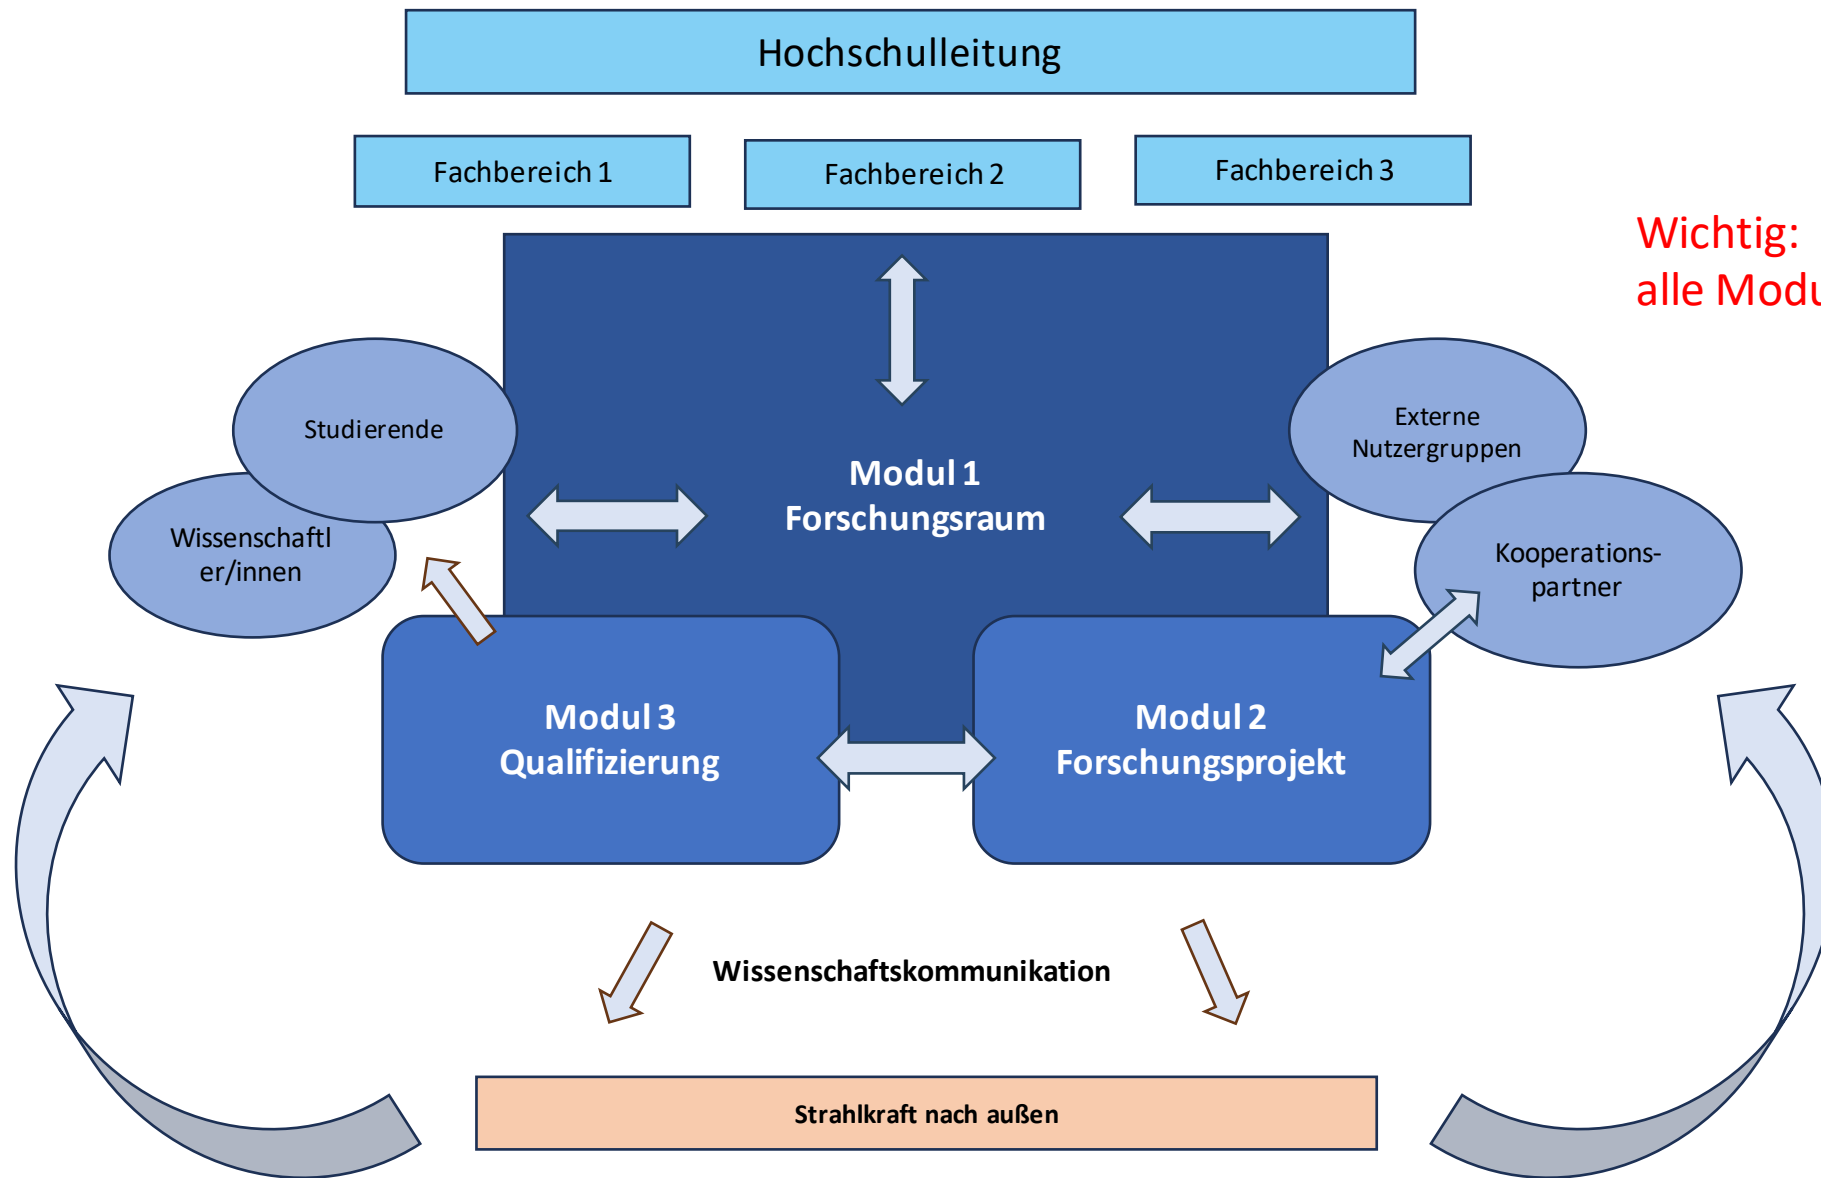 Hochschulleitung
Fachbereich 1
Fachbereich 2
Fachbereich 3
Wichtig:
alle Modu
Studierende
Wissenschaftl
er/innen
Externe
Nutzergruppen
Kooperations-
partner
Modul 1
Forschungsraum
Modul 3
Qualifizierung
Modul 2
Forschungsprojekt
Wissenschaftskommunikation
Strahlkraft nach außen